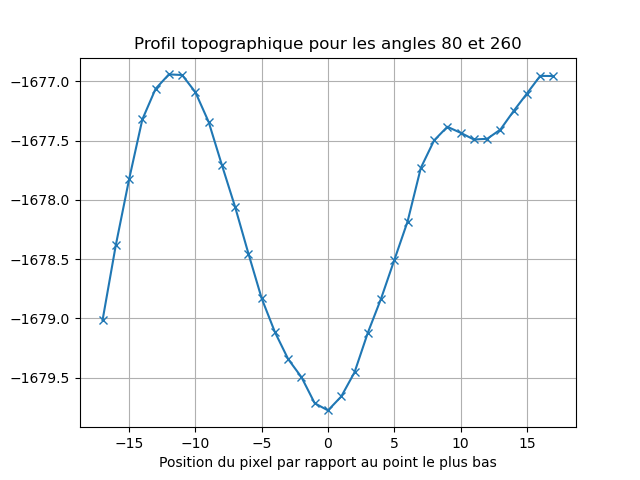 Profil topographique pour les angles 80 et 260
−1677.0
−1677.5
−1678.0
−1678.5
−1679.0
−1679.5
−15 −10 −5 0 5 10 15
Position du pixel par rapport au point le plus bas